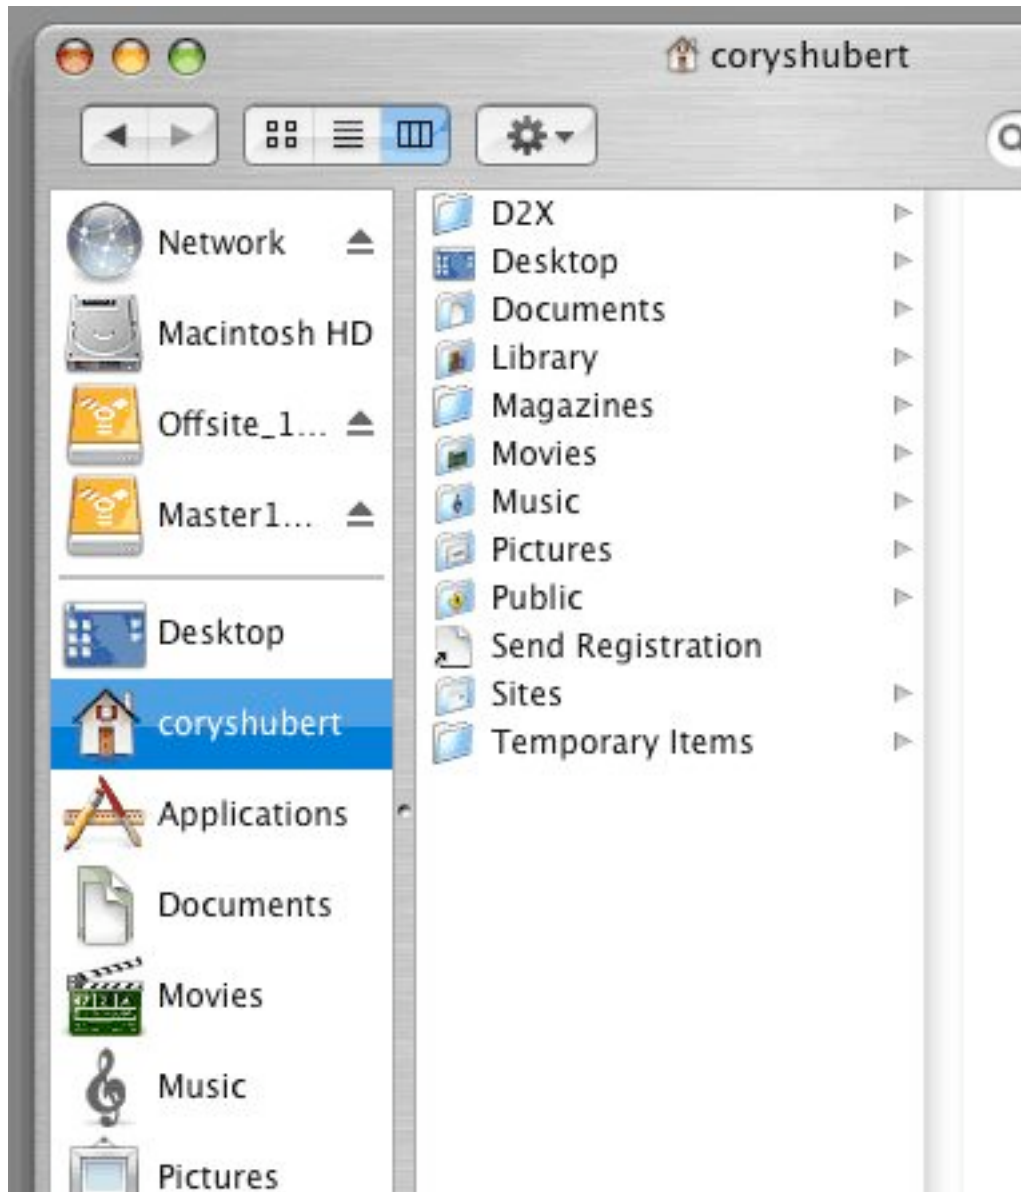 coryshubert
Network
Macintosh HD
Offsite_1...
Master1...
Desktop
coryshubert
Applications
Documents
Movies
Music
Pictures
D2X
Desktop
Documents
Library
Magazines
Movies
Music
Pictures
Public
Send Registration
Sites
Temporary Items